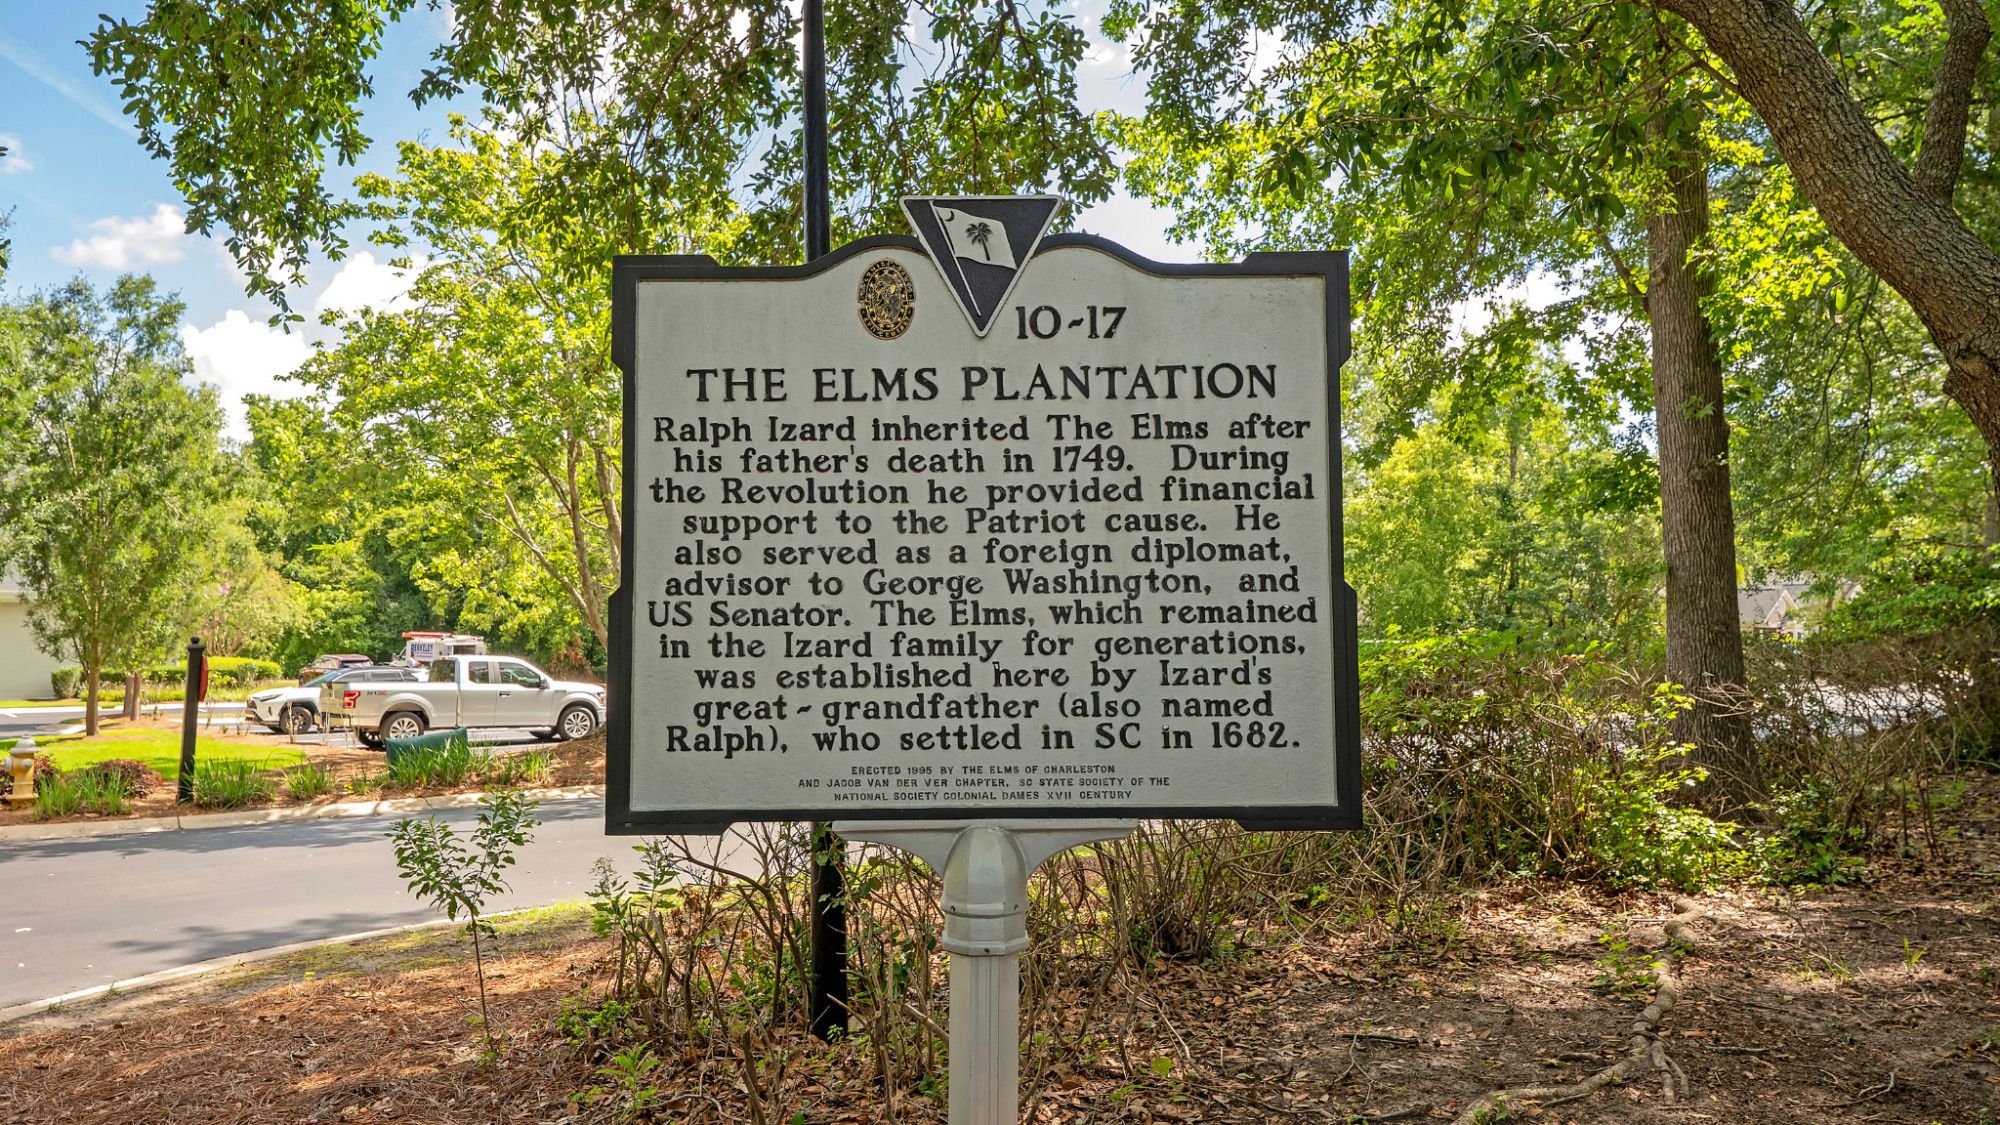 10-17
THE ELMS PLANTATION
Ralph Izard inherited The Elms after
his father's death in 1749. During
the Revolution he provided financial
support to the Patriot cause. He
also served as a foreign diplomat,
advisor to George Washington, and
US Senator. The Elms, which remained
in the Izard family for generations,
was established here by Izard's
great-grandfather (also named
Ralph), who settled in SC in 1682.
ERECTED 1995 BY THE ELMS OF CHARLESTON
AND JACOB VAN DER VER CHAPTER, SC STATE SOCIETY OF THE
NATIONAL SOCIETY COLONIAL DAMES XVII CENTURY
BERKELEY